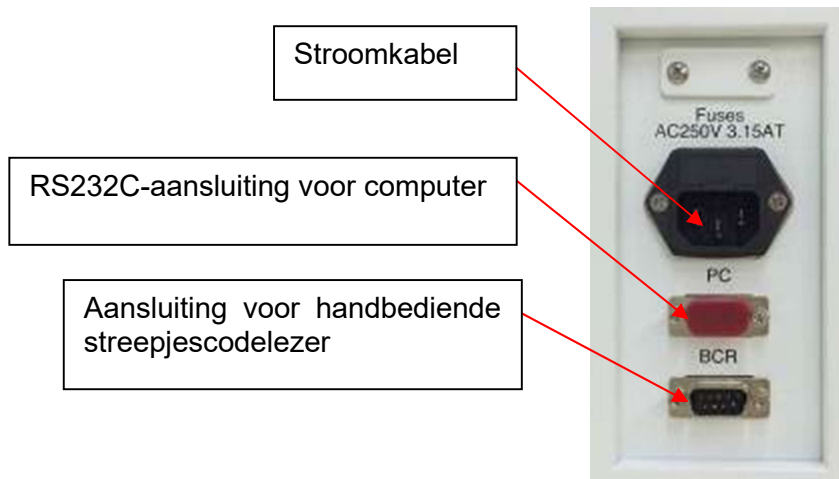 Stroomkabel
Fuses
AC250V 3.15AT
RS232C-aansluiting voor computer
PC
Aansluiting voor handbediende
streepjescodelezer
BCR